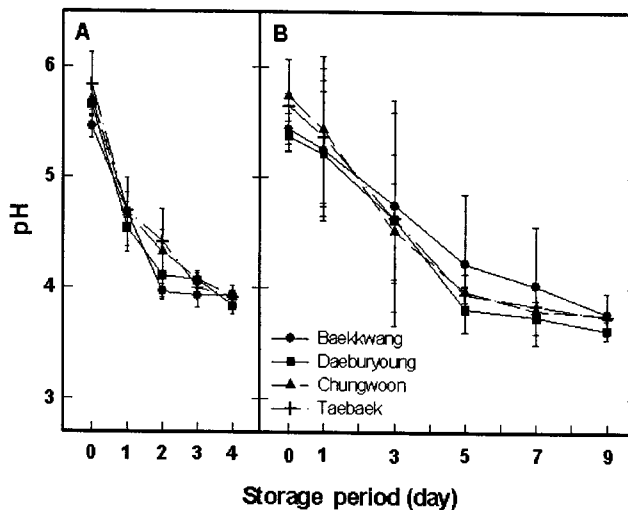 A
B
6
5
4
3
pH
Baekkwang
Daeburyoung
Chungwoon
Taebaek
0 1 2 3 4
0 1 3 5 7 9
Storage period (day)